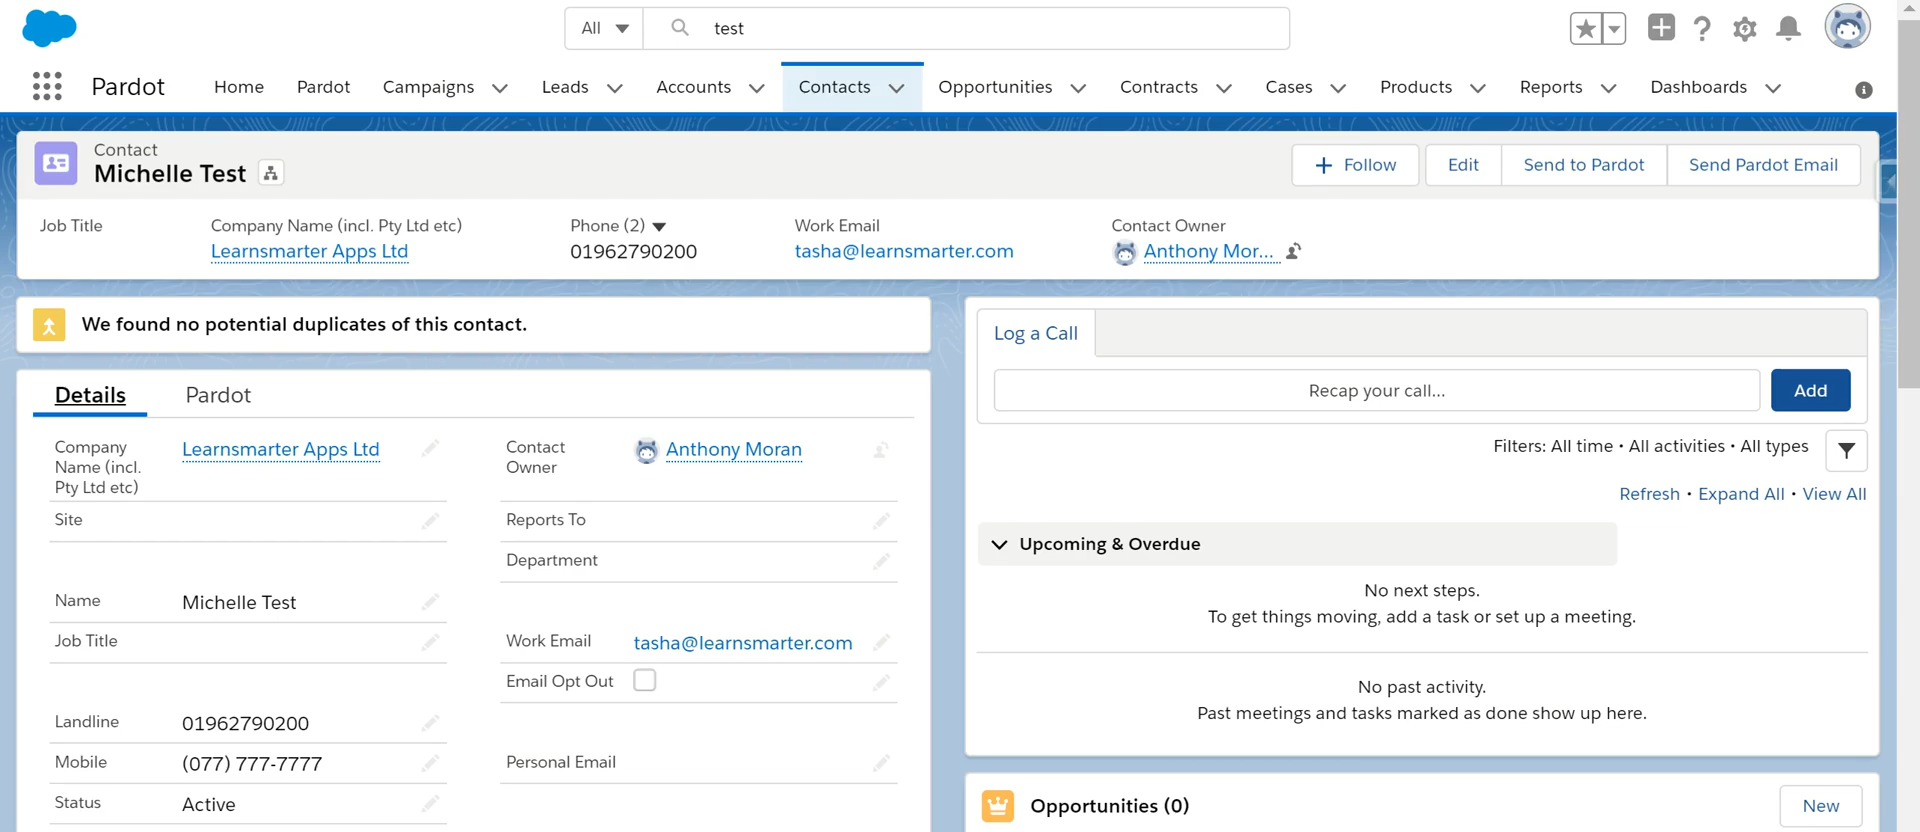 All
test
Pardot
Home
Pardot
Campaigns
Leads
Accounts
Contacts
Opportunities
Contracts
Cases
Products
Reports
Dashboards
Contact
Michelle Test
+ Follow
Edit
Send to Pardot
Send Pardot Email
Job Title
Company Name (incl. Pty Ltd etc)
Learnsmarter Apps Ltd
Phone (2)
01962790200
Work Email
tasha@learnsmarter.com
Contact Owner
Anthony Mor...
We found no potential duplicates of this contact.
Details
Pardot
Company
Name (incl.
Pty Ltd etc)
Learnsmarter Apps Ltd
Contact
Owner
Anthony Moran
Site
Reports To
Department
Name
Michelle Test
Job Title
Work Email
tasha@learnsmarter.com
Email Opt Out
Landline
01962790200
Mobile
(077) 777-7777
Personal Email
Status
Active
Log a Call
Recap your call...
Add
Filters: All time • All activities • All types
Refresh • Expand All • View All
Upcoming & Overdue
No next steps.
To get things moving, add a task or set up a meeting.
No past activity.
Past meetings and tasks marked as done show up here.
Opportunities (0)
New